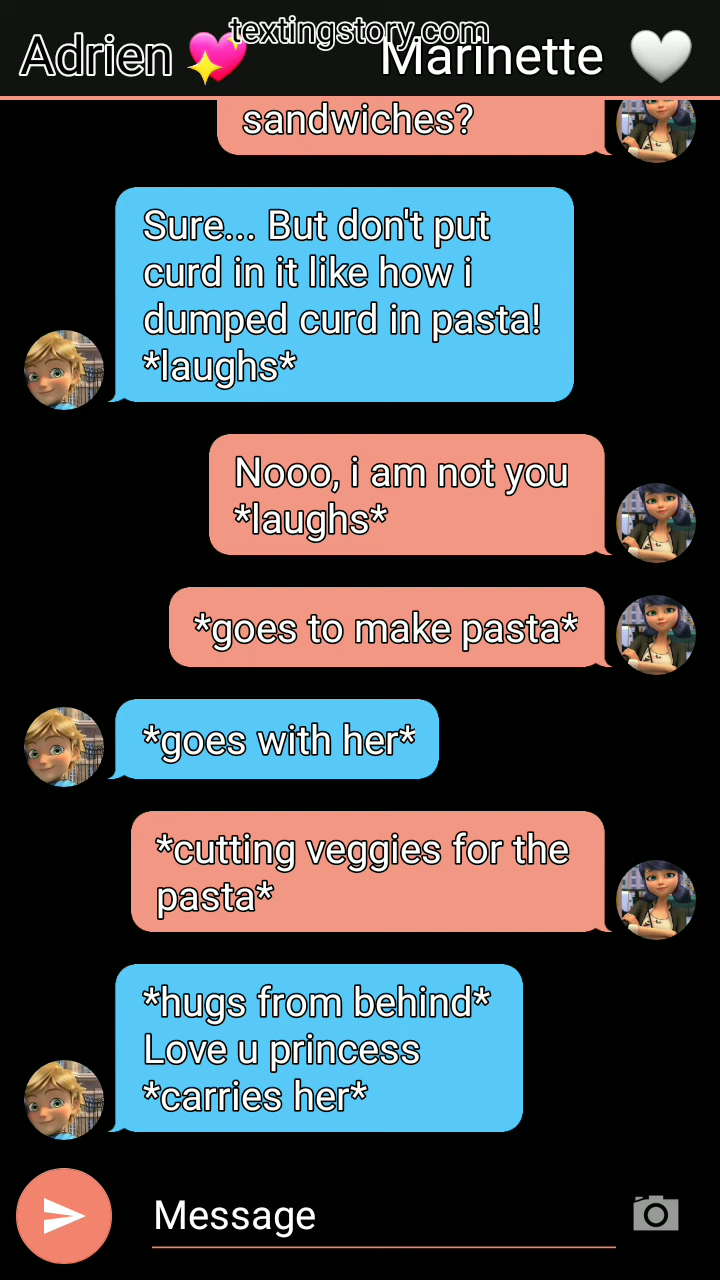 textingstory.com
Adrien 💖 Marinette 🤍
sandwiches?
Sure... But don't put
curd in it like how i
dumped curd in pasta!
*laughs*
Nooo, i am not you
*laughs*
*goes to make pasta*
*goes with her*
*cutting veggies for the
pasta*
*hugs from behind*
Love u princess
*carries her*
Message